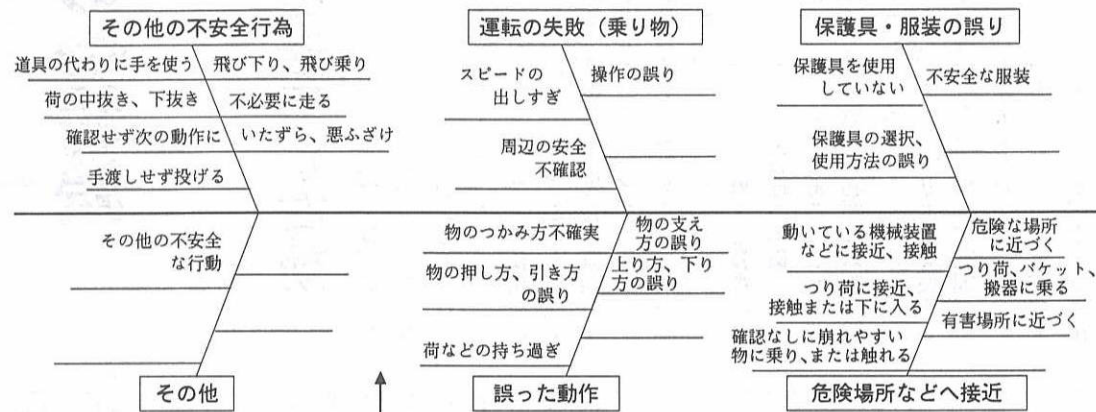 その他の不安全行為
道具の代わりに手を使う
飛び下り、飛び乗り
荷の中抜き、下抜き
不必要に走る
確認せず次の動作に
いたずら、悪ふざけ
手渡しせず投げる
運転の失敗（乗り物）
スピードの
出しすぎ
操作の誤り
周辺の安全
不確認
保護具・服装の誤り
保護具を使用
していない
不安全な服装
保護具の選択、
使用方法の誤り
その他の不安全
な行動
その他
物のつかみ方不確実
物の支え
方の誤り
物の押し方、引き方
の誤り
上り方、下り
方の誤り
荷などの持ち過ぎ
誤った動作
動いている機械装置
などに接近、接触
危険な場所
に近づく
つり荷に接近、
接触または下に入る
つり荷、バケット、
搬器に乗る
有害場所に近づく
確認なしに崩れやすい
物に乗り、または触れる
危険場所などへ接近